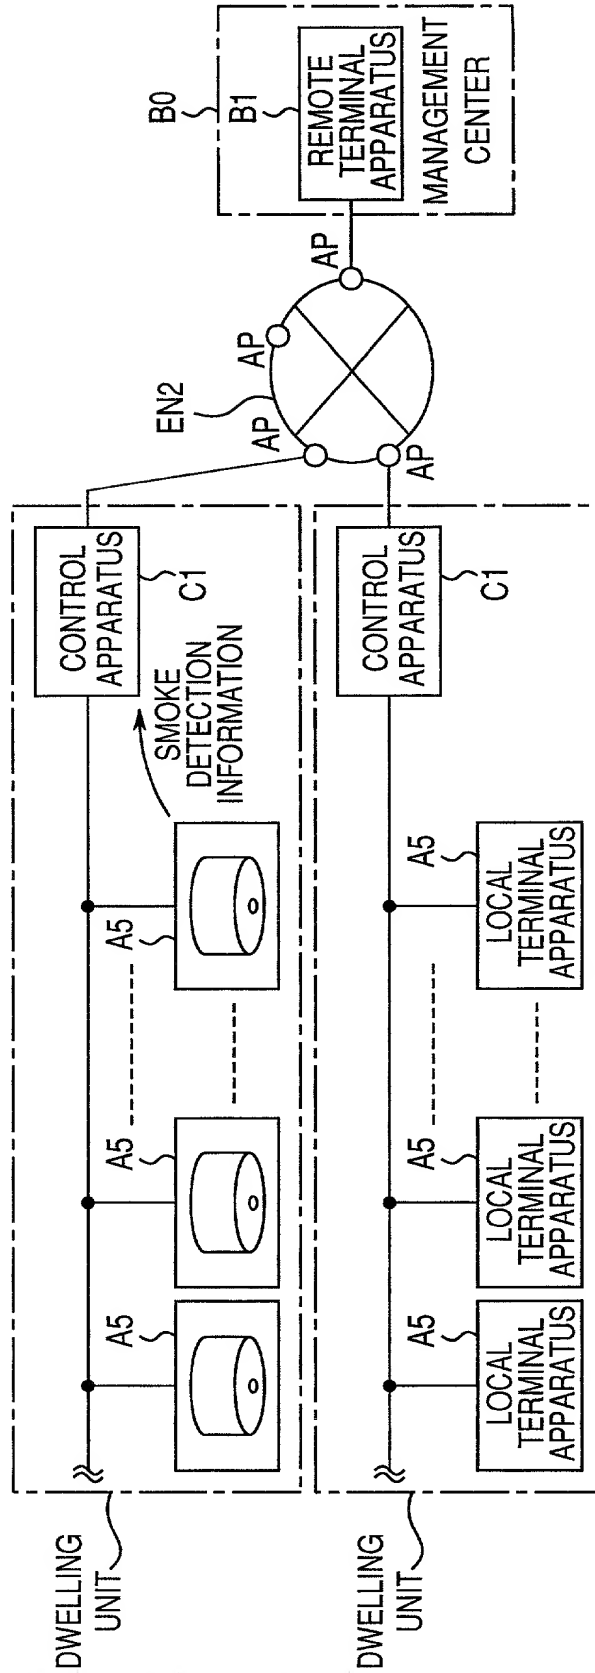 DWELLING
UNIT
A5
A5
A5
SMOKE
DETECTION
INFORMATION
CONTROL
APPARATUS
C1
DWELLING
UNIT
A5
LOCAL
TERMINAL
APPARATUS
A5
LOCAL
TERMINAL
APPARATUS
A5
LOCAL
TERMINAL
APPARATUS
CONTROL
APPARATUS
C1
EN2
AP
AP
AP
AP
B0
B1
REMOTE
TERMINAL
APPARATUS
MANAGEMENT
CENTER